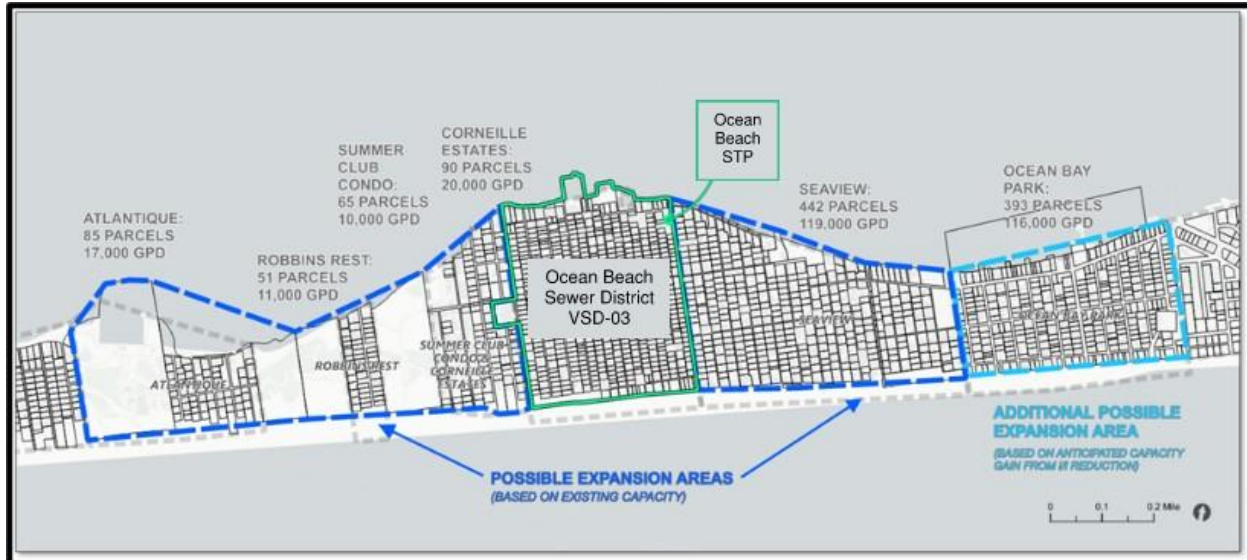 CORNEILLE
ESTATES:
90 PARCELS
20,000 GPD
SUMMER
CLUB
CONDO:
65 PARCELS
10,000 GPD
Ocean
Beach
STP
SEAVIEW:
442 PARCELS
119,000 GPD
OCEAN BAY
PARK:
393 PARCELS
116,000 GPD
ATLANTIQUE:
85 PARCELS
17,000 GPD
ROBBINS REST:
51 PARCELS
11,000 GPD
Ocean Beach
Sewer District
VSD-03
SEAVIEW
OCEAN BAY PARK
ATLANTIQUE
ROBBINS REST
SUMMER CLUB
CONDO &
CORNEILLE
ESTATES
POSSIBLE EXPANSION AREAS
(BASED ON EXISTING CAPACITY)
ADDITIONAL POSSIBLE
EXPANSION AREA
(BASED ON ANTICIPATED CAPACITY
GAIN FROM I/I REDUCTION)
0 0.1 0.2 Mile